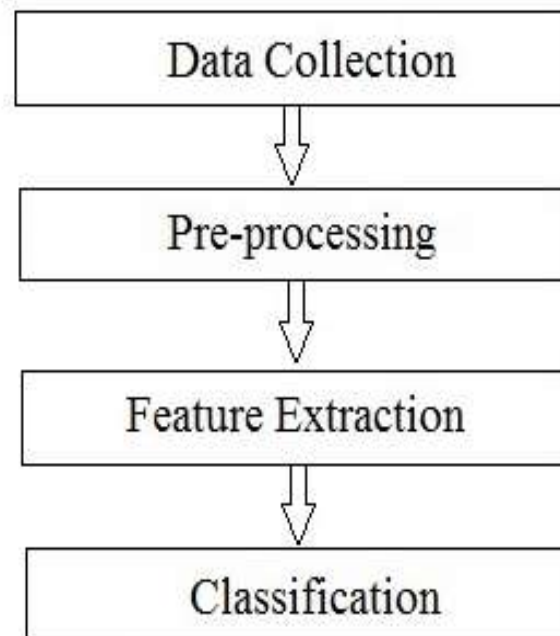 Data Collection
Pre-processing
Feature Extraction
Classification